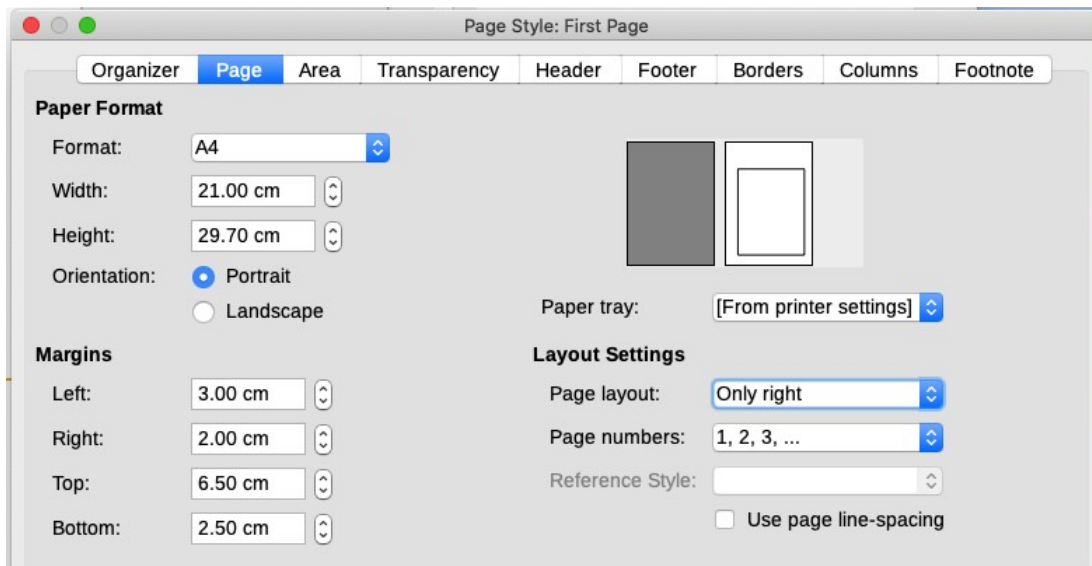 Page Style: First Page
Organizer Page Area Transparency Header Footer Borders Columns Footnote
Paper Format
Format: A4
Width: 21.00 cm
Height: 29.70 cm
Orientation: Portrait
Landscape
Paper tray: [From printer settings]
Margins
Left: 3.00 cm
Right: 2.00 cm
Top: 6.50 cm
Bottom: 2.50 cm
Layout Settings
Page layout: Only right
Page numbers: 1, 2, 3, ...
Reference Style:
Use page line-spacing